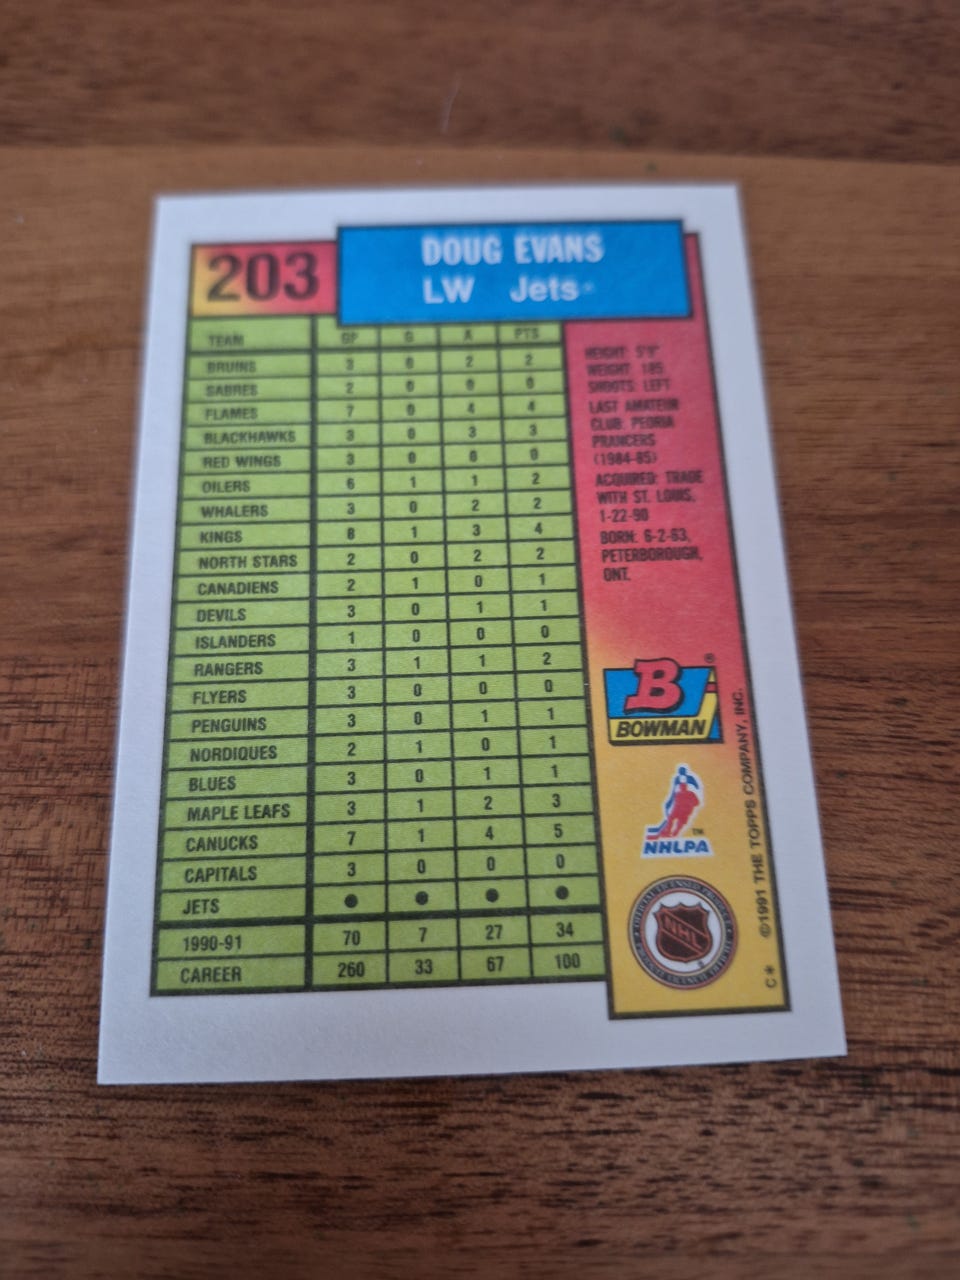 203
DOUG EVANS
LW Jets
TEAM GP G A PTS
BRUINS 3 0 2 2
SABRES 2 0 0 0
FLAMES 7 0 4 4
BLACKHAWKS 3 0 3 3
RED WINGS 3 0 0 0
OILERS 6 1 1 2
WHALERS 3 0 2 2
KINGS 8 1 3 4
NORTH STARS 2 0 2 2
CANADIENS 2 1 0 1
DEVILS 3 0 1 1
ISLANDERS 1 0 0 0
RANGERS 3 1 1 2
FLYERS 3 0 0 0
PENGUINS 3 0 1 1
NORDIQUES 2 1 0 1
BLUES 3 0 1 1
MAPLE LEAFS 3 1 2 3
CANUCKS 7 1 4 5
CAPITALS 3 0 0 0
JETS ● ● ● ●
1990-91 70 7 27 34
CAREER 260 33 67 100
HEIGHT: 5'9"
WEIGHT: 185
SHOOTS: LEFT
LAST AMATEUR
CLUB: PEORIA
PRANCERS
(1984-85)
ACQUIRED: TRADE
WITH ST. LOUIS,
1-22-90
BORN: 6-2-63,
PETERBOROUGH,
ONT.
B ®
BOWMAN
™
NHLPA
NHL
©1991 THE TOPPS COMPANY, INC.
C*